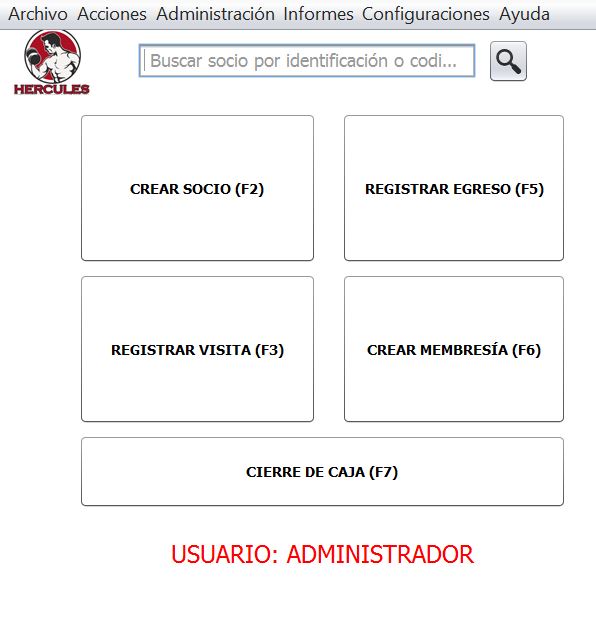 Archivo Acciones Administración Informes Configuraciones Ayuda
HERCULES
Buscar socio por identificación o codi...
CREAR SOCIO (F2)
REGISTRAR EGRESO (F5)
REGISTRAR VISITA (F3)
CREAR MEMBRESÍA (F6)
CIERRE DE CAJA (F7)
USUARIO: ADMINISTRADOR